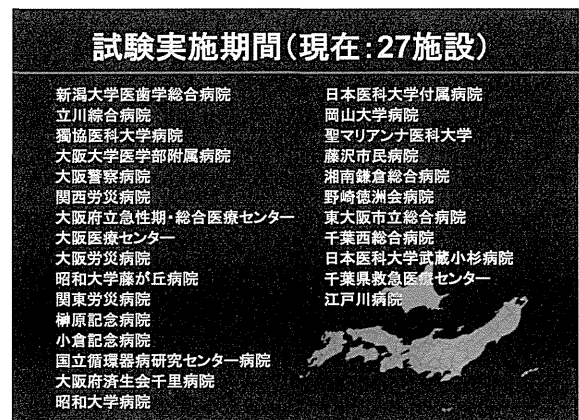 試験実施期間(現在:27施設)
新潟大学医歯学総合病院
立川綜合病院
獨協医科大学病院
大阪大学医学部附属病院
大阪警察病院
関西労災病院
大阪府立急性期・総合医療センター
大阪医療センター
大阪労災病院
昭和大学藤が丘病院
関東労災病院
榊原記念病院
小倉記念病院
国立循環器病研究センター病院
大阪府済生会千里病院
昭和大学病院
日本医科大学付属病院
岡山大学病院
聖マリアンナ医科大学
藤沢市民病院
湘南鎌倉総合病院
野崎徳洲会病院
東大阪市立総合病院
千葉西総合病院
日本医科大学武蔵小杉病院
千葉県救急医療センター
江戸川病院